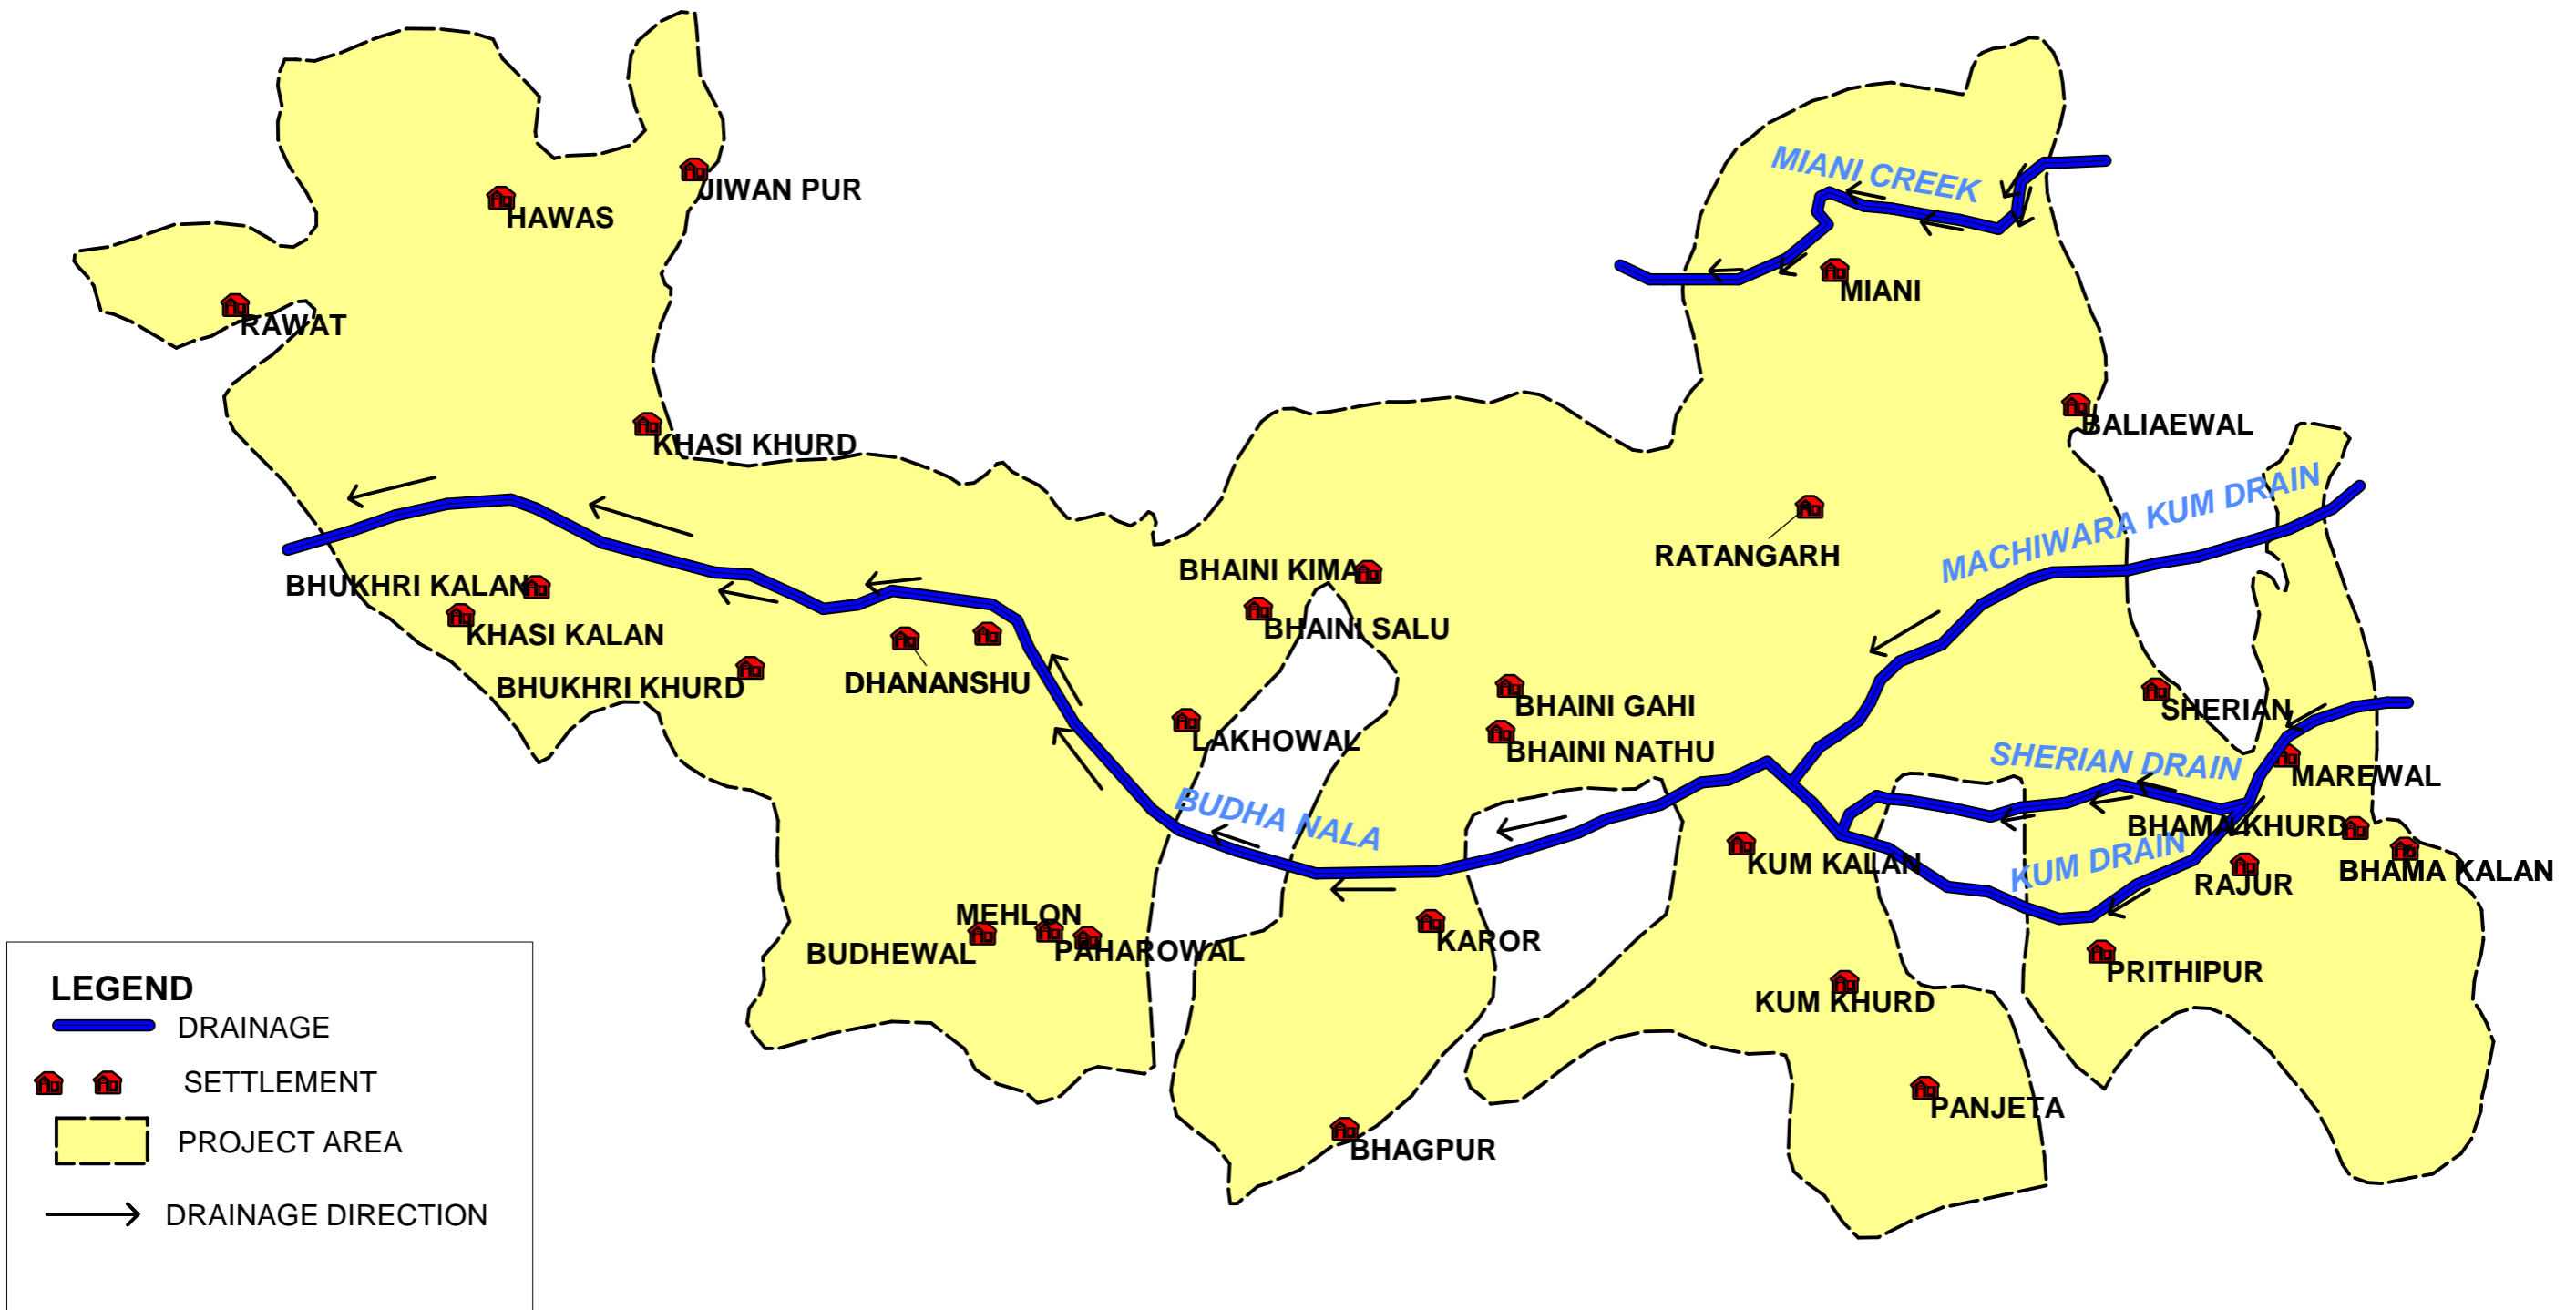 MIANI CREEK
JIWAN PUR
HAWAS
MIANI
RAWAT
BALIAEWAL
KHASI KHURD
MACHIWARA KUM DRAIN
RATANGARH
BHAINI KIMA
BHUKHRI KALAN
BHAINI SALU
KHASI KALAN
DHANANSHU
BHUKHRI KHURD
BHAINI GAHI
SHERIAN
LAKHOWAL
BHAINI NATHU
SHERIAN DRAIN
MAREWAL
BUDHA NALA
BHAMA KHURD
KUM DRAIN
KUM KALAN
BHAMA KALAN
RAJUR
MEHLON
KAROR
BUDHEWAL
PAHAROWAL
PRITHIPUR
KUM KHURD
PANJETA
BHAGPUR
LEGEND
DRAINAGE
SETTLEMENT
PROJECT AREA
DRAINAGE DIRECTION